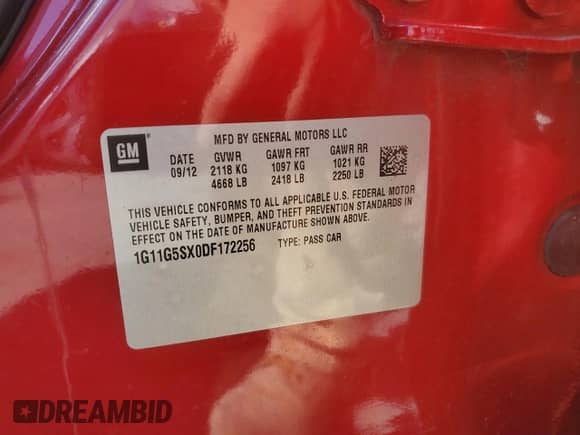 GM
MFD BY GENERAL MOTORS LLC
DATE GVWR GAWR FRT GAWR RR
09/12 2118 KG 1097 KG 1021 KG
4668 LB 2418 LB 2250 LB
THIS VEHICLE CONFORMS TO ALL APPLICABLE U.S. FEDERAL MOTOR
VEHICLE SAFETY, BUMPER, AND THEFT PREVENTION STANDARDS IN
EFFECT ON THE DATE OF MANUFACTURE SHOWN ABOVE.
1G11G5SX0DF172256 TYPE: PASS CAR
DREAMBID